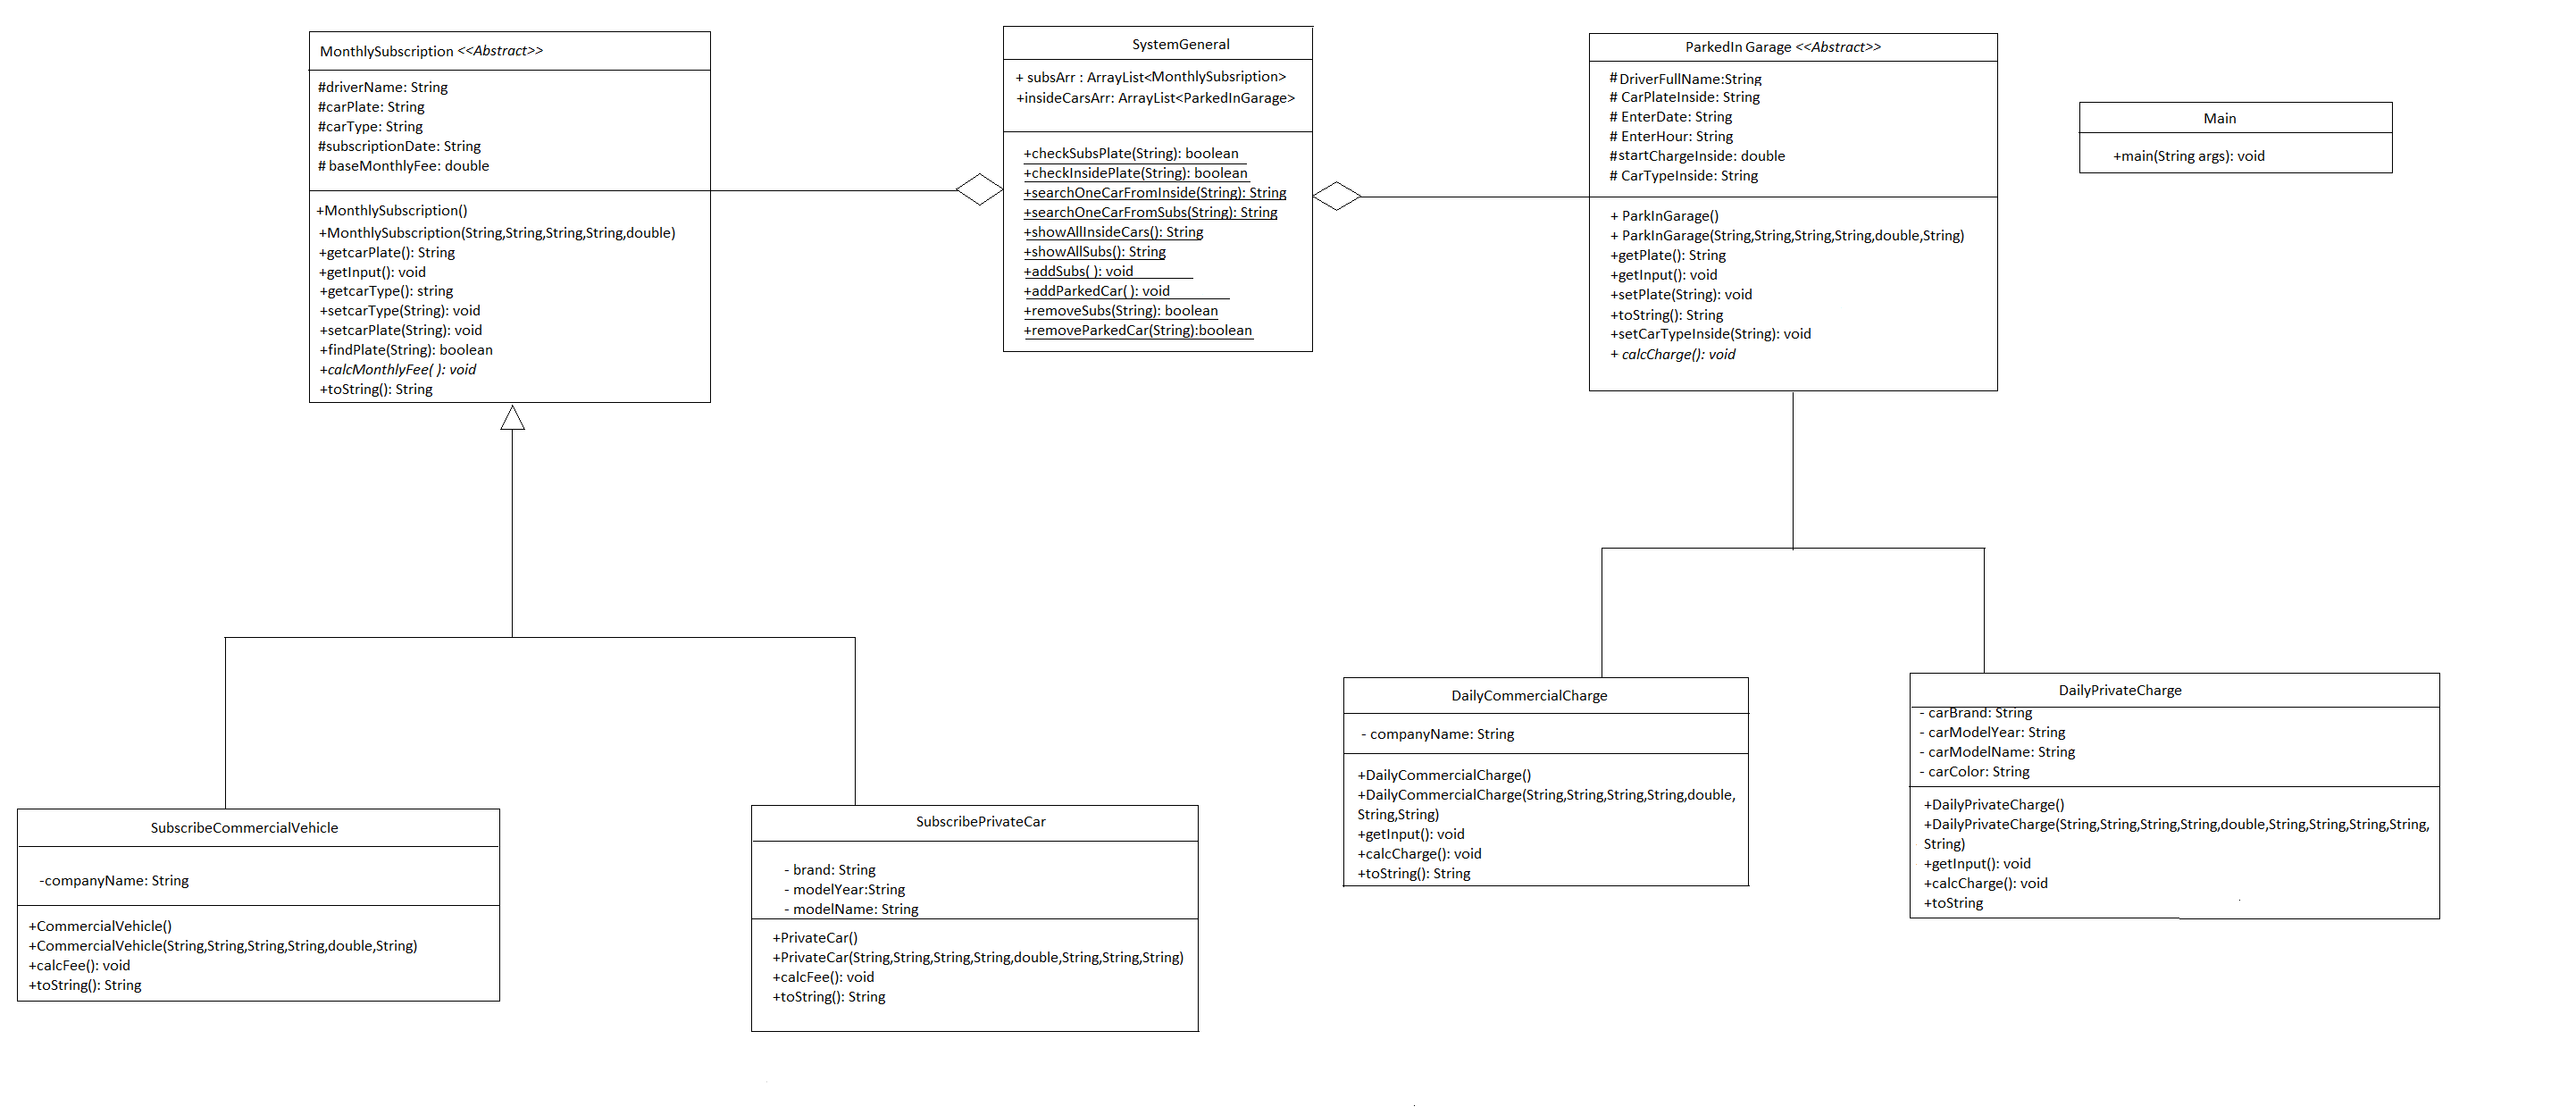 MonthlySubscription <<Abstract>>
#driverName: String
#carPlate: String
#carType: String
#subscriptionDate: String
# baseMonthlyFee: double
+MonthlySubscription()
+MonthlySubscription(String,String,String,String,double)
+getcarPlate(): String
+getInput(): void
+getcarType(): string
+setcarType(String): void
+setcarPlate(String): void
+findPlate(String): boolean
+calcMonthlyFee( ): void
+toString(): String
SystemGeneral
+ subsArr : ArrayList<MonthlySubsription>
+insideCarsArr: ArrayList<ParkedInGarage>
+checkSubsPlate(String): boolean
+checkInsidePlate(String): boolean
+searchOneCarFromInside(String): String
+searchOneCarFromSubs(String): String
+showAllInsideCars(): String
+showAllSubs(): String
+addSubs( ): void
+addParkedCar( ): void
+removeSubs(String): boolean
+removeParkedCar(String):boolean
ParkedIn Garage <<Abstract>>
# DriverFullName:String
# CarPlateInside: String
# EnterDate: String
# EnterHour: String
#startChargeInside: double
# CarTypeInside: String
+ ParkInGarage()
+ ParkInGarage(String,String,String,String,double,String)
+getPlate(): String
+getInput(): void
+setPlate(String): void
+toString(): String
+setCarTypeInside(String): void
+ calcCharge(): void
Main
+main(String args): void
SubscribeCommercialVehicle
-companyName: String
+CommercialVehicle()
+CommercialVehicle(String,String,String,String,double,String)
+calcFee(): void
+toString(): String
SubscribePrivateCar
- brand: String
- modelYear:String
- modelName: String
+PrivateCar()
+PrivateCar(String,String,String,String,double,String,String,String)
+calcFee(): void
+toString(): String
DailyCommercialCharge
- companyName: String
+DailyCommercialCharge()
+DailyCommercialCharge(String,String,String,String,double,
String,String)
+getInput(): void
+calcCharge(): void
+toString(): String
DailyPrivateCharge
- carBrand: String
- carModelYear: String
- carModelName: String
- carColor: String
+DailyPrivateCharge()
+DailyPrivateCharge(String,String,String,String,double,String,String,String,String,
String)
+getInput(): void
+calcCharge(): void
+toString